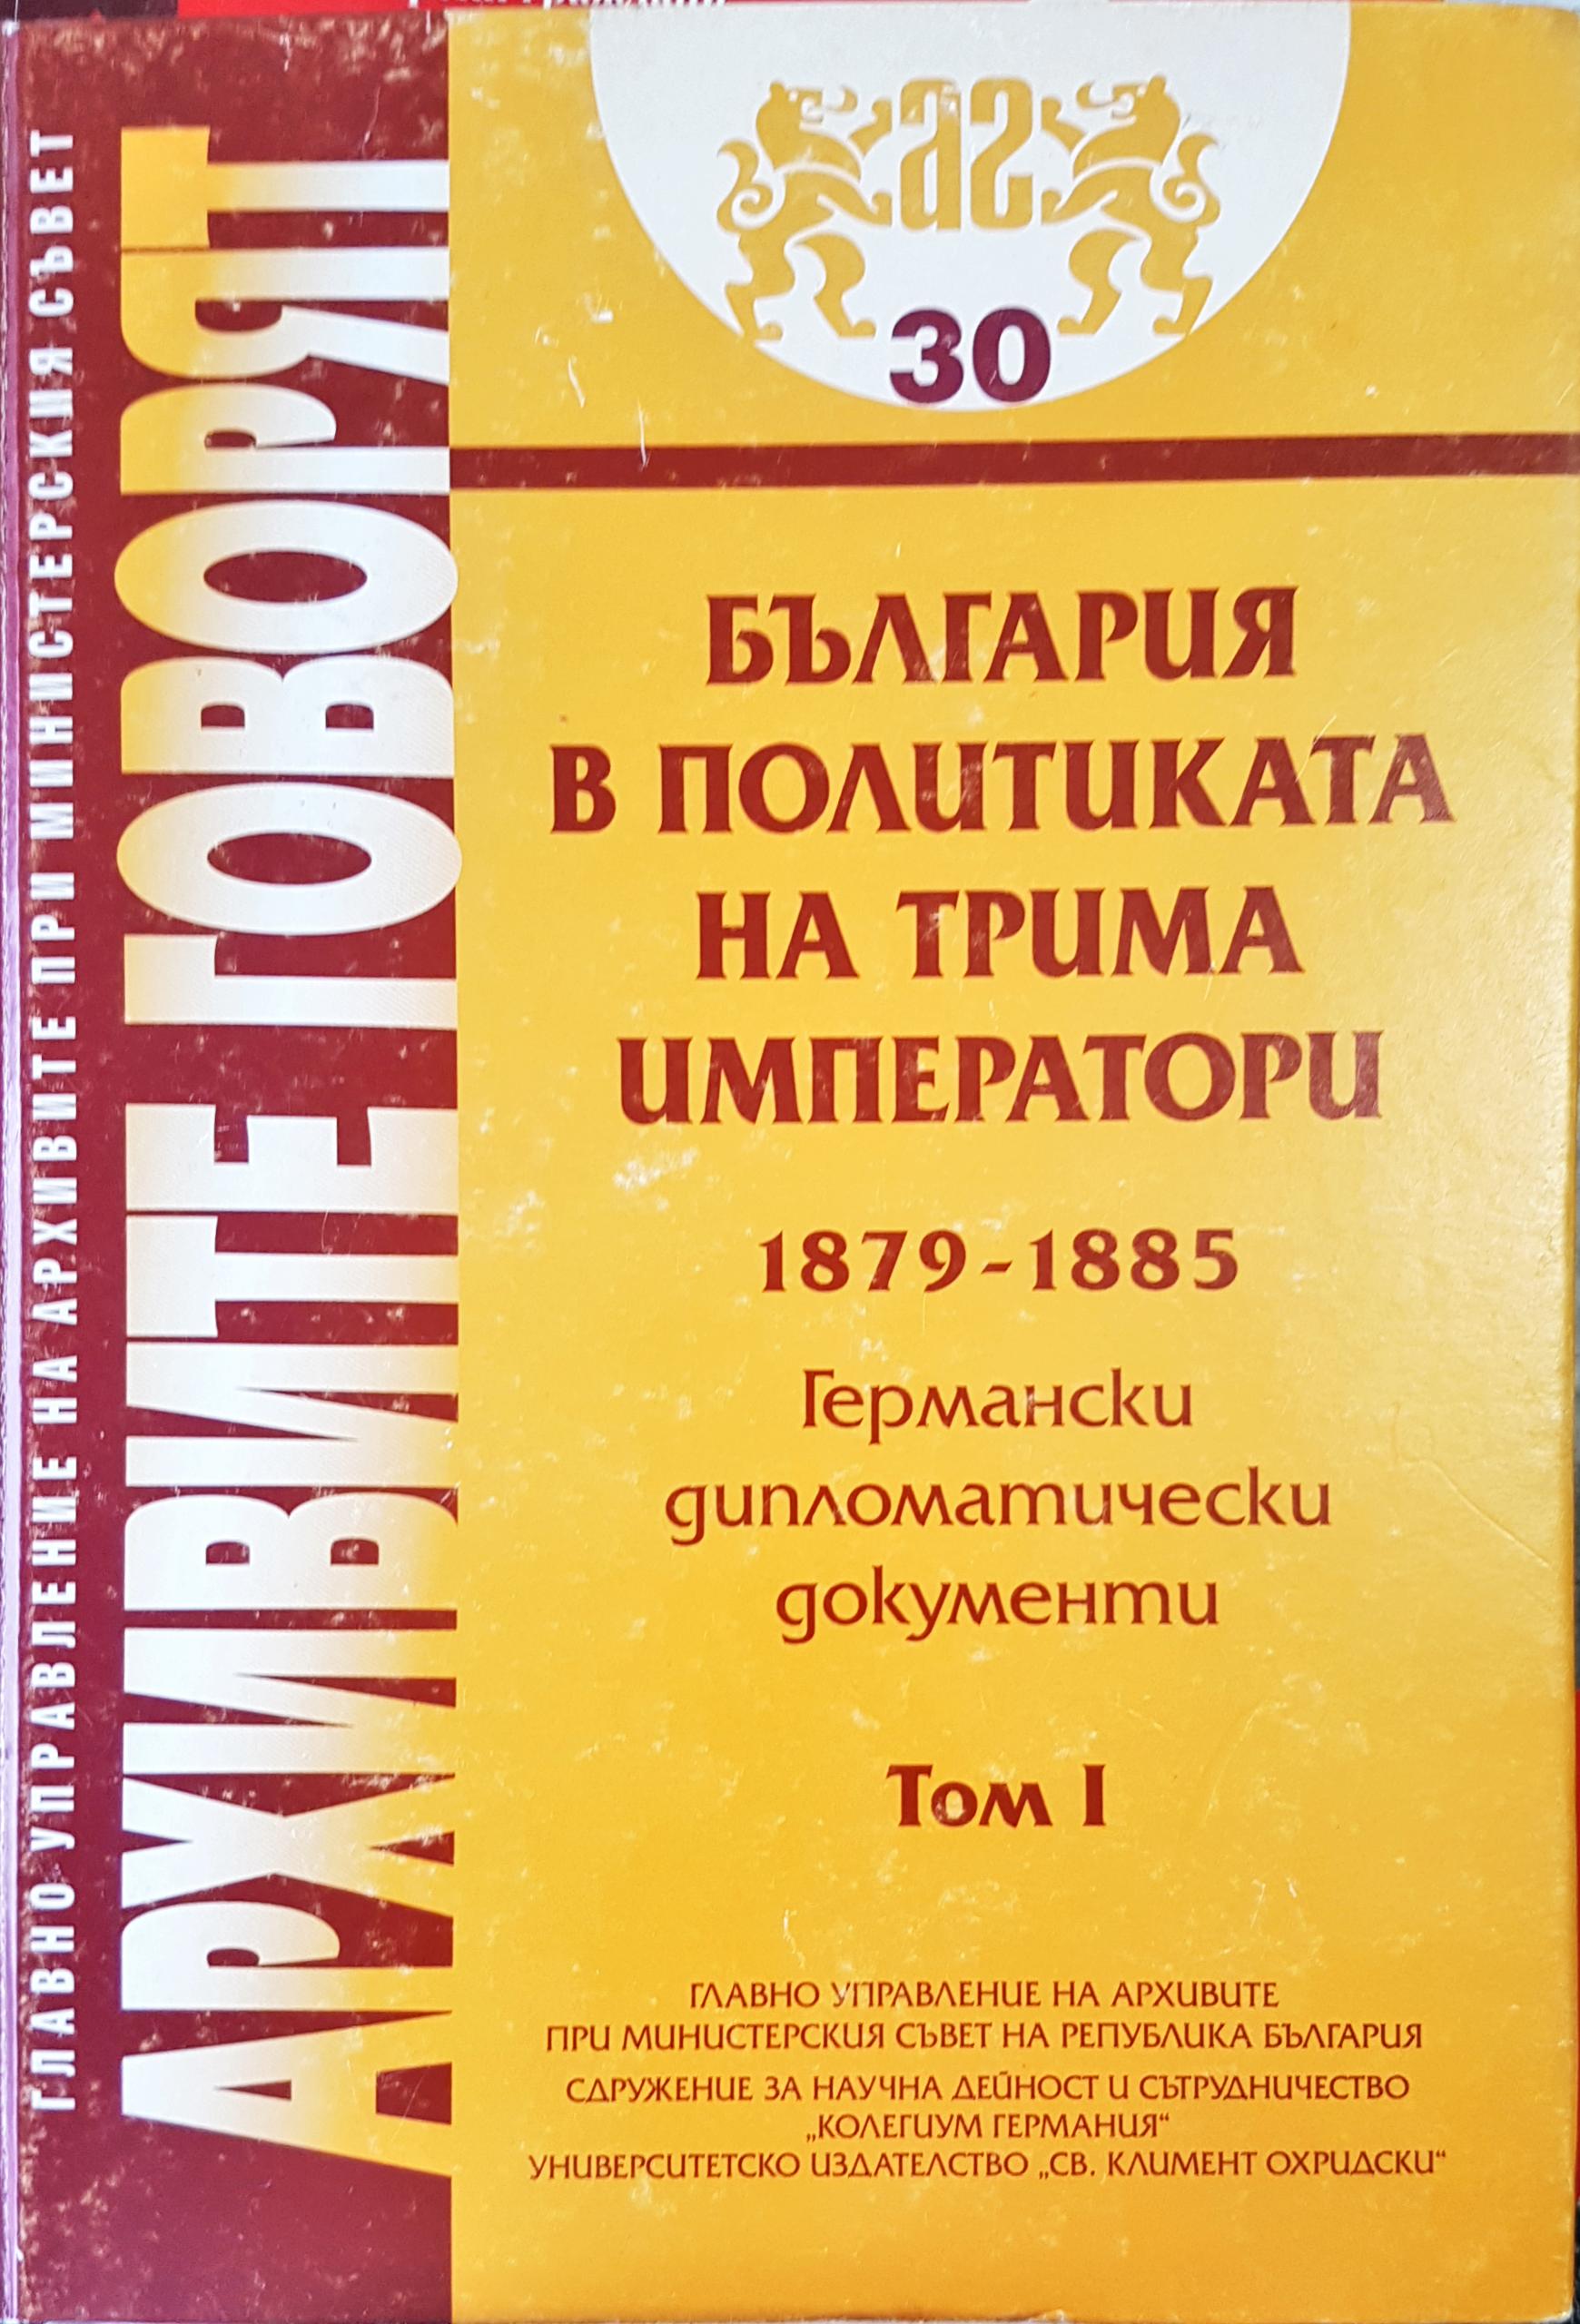 ГЛАВНО УПРАВЛЕНИЕ НА АРХИВИТЕ ПРИ МИНИСТЕРСКИЯ СЪВЕТ
АРХИВИТЕ ГОВОРЯТ
аг
30
БЪЛГАРИЯ
В ПОЛИТИКАТА
НА ТРИМА
ИМПЕРАТОРИ
1879-1885
Германски
дипломатически
документи
Том I
ГЛАВНО УПРАВЛЕНИЕ НА АРХИВИТЕ
ПРИ МИНИСТЕРСКИЯ СЪВЕТ НА РЕПУБЛИКА БЪЛГАРИЯ
СДРУЖЕНИЕ ЗА НАУЧНА ДЕЙНОСТ И СЪТРУДНИЧЕСТВО
„КОЛЕГИУМ ГЕРМАНИЯ“
УНИВЕРСИТЕТСКО ИЗДАТЕЛСТВО „СВ. КЛИМЕНТ ОХРИДСКИ“